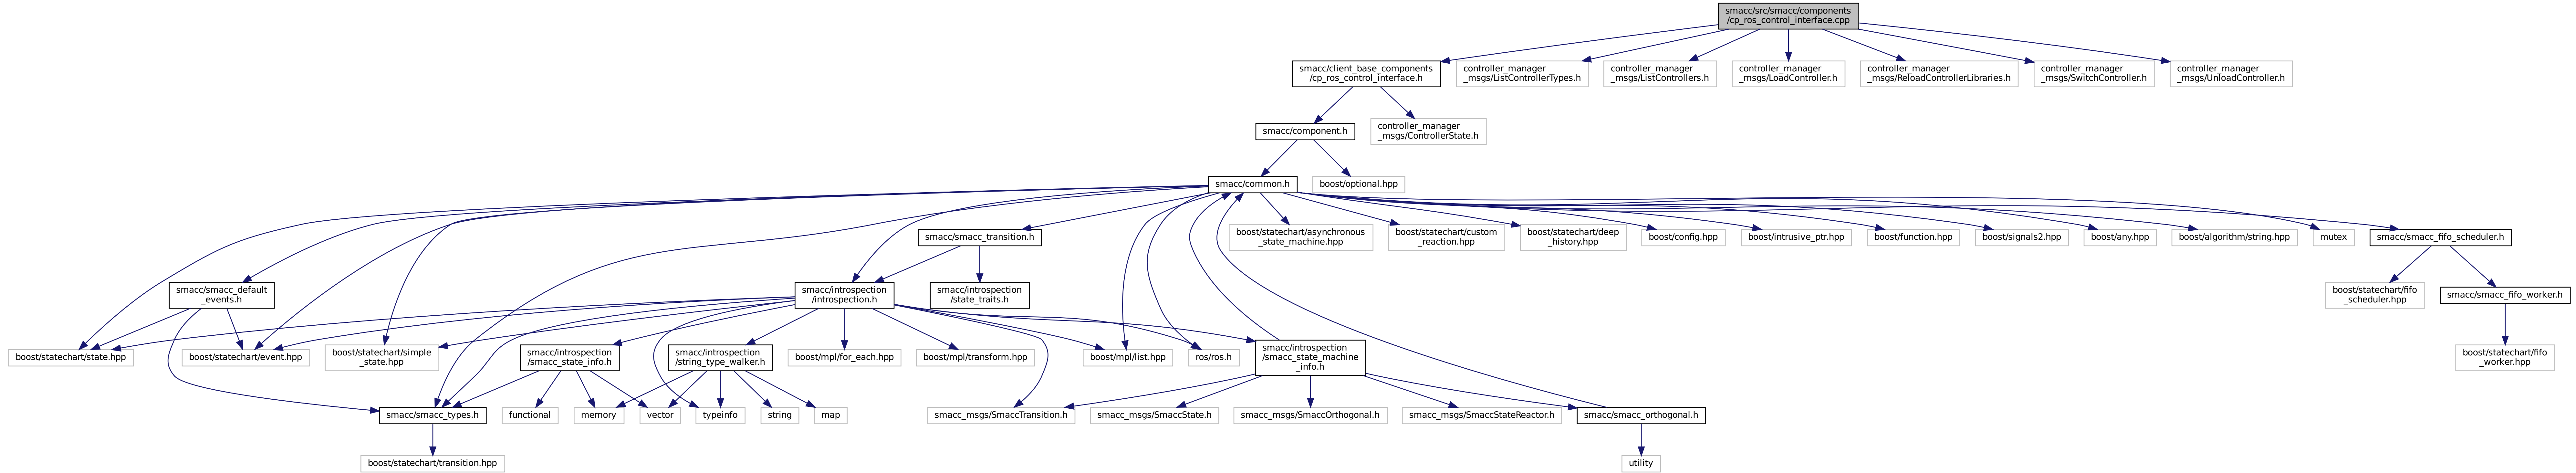 smacc/src/smacc/components
/cp_ros_control_interface.cpp
smacc/client_base_components
/cp_ros_control_interface.h
controller_manager
_msgs/ListControllerTypes.h
controller_manager
_msgs/ListControllers.h
controller_manager
_msgs/LoadController.h
controller_manager
_msgs/ReloadControllerLibraries.h
controller_manager
_msgs/SwitchController.h
controller_manager
_msgs/UnloadController.h
smacc/component.h
controller_manager
_msgs/ControllerState.h
smacc/common.h
boost/optional.hpp
smacc/smacc_transition.h
boost/statechart/asynchronous
_state_machine.hpp
boost/statechart/custom
_reaction.hpp
boost/statechart/deep
_history.hpp
boost/config.hpp
boost/intrusive_ptr.hpp
boost/function.hpp
boost/signals2.hpp
boost/any.hpp
boost/algorithm/string.hpp
mutex
smacc/smacc_fifo_scheduler.h
smacc/smacc_default
_events.h
smacc/introspection
/introspection.h
smacc/introspection
/state_traits.h
boost/statechart/fifo
_scheduler.hpp
smacc/smacc_fifo_worker.h
boost/statechart/state.hpp
boost/statechart/event.hpp
boost/statechart/simple
_state.hpp
smacc/introspection
/smacc_state_info.h
smacc/introspection
/string_type_walker.h
boost/mpl/for_each.hpp
boost/mpl/transform.hpp
boost/mpl/list.hpp
ros/ros.h
smacc/introspection
/smacc_state_machine
_info.h
boost/statechart/fifo
_worker.hpp
smacc/smacc_types.h
functional
memory
vector
typeinfo
string
map
smacc_msgs/SmaccTransition.h
smacc_msgs/SmaccState.h
smacc_msgs/SmaccOrthogonal.h
smacc_msgs/SmaccStateReactor.h
smacc/smacc_orthogonal.h
boost/statechart/transition.hpp
utility